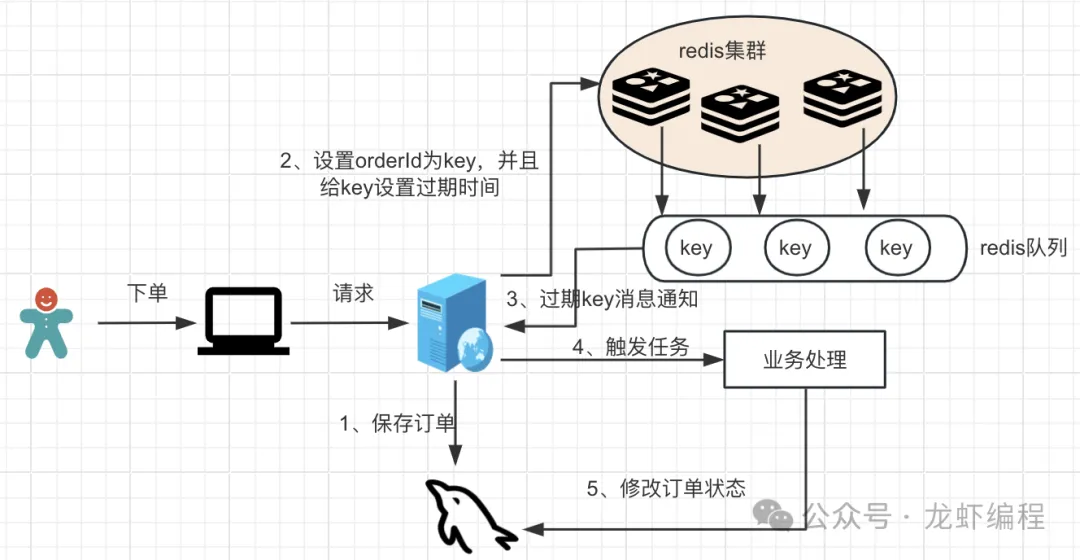 redis集群
2、设置orderId为key，并且
给key设置过期时间
key
key
key
redis队列
下单
请求
3、过期key消息通知
4、触发任务
业务处理
1、保存订单
5、修改订单状态
公众号·龙虾编程